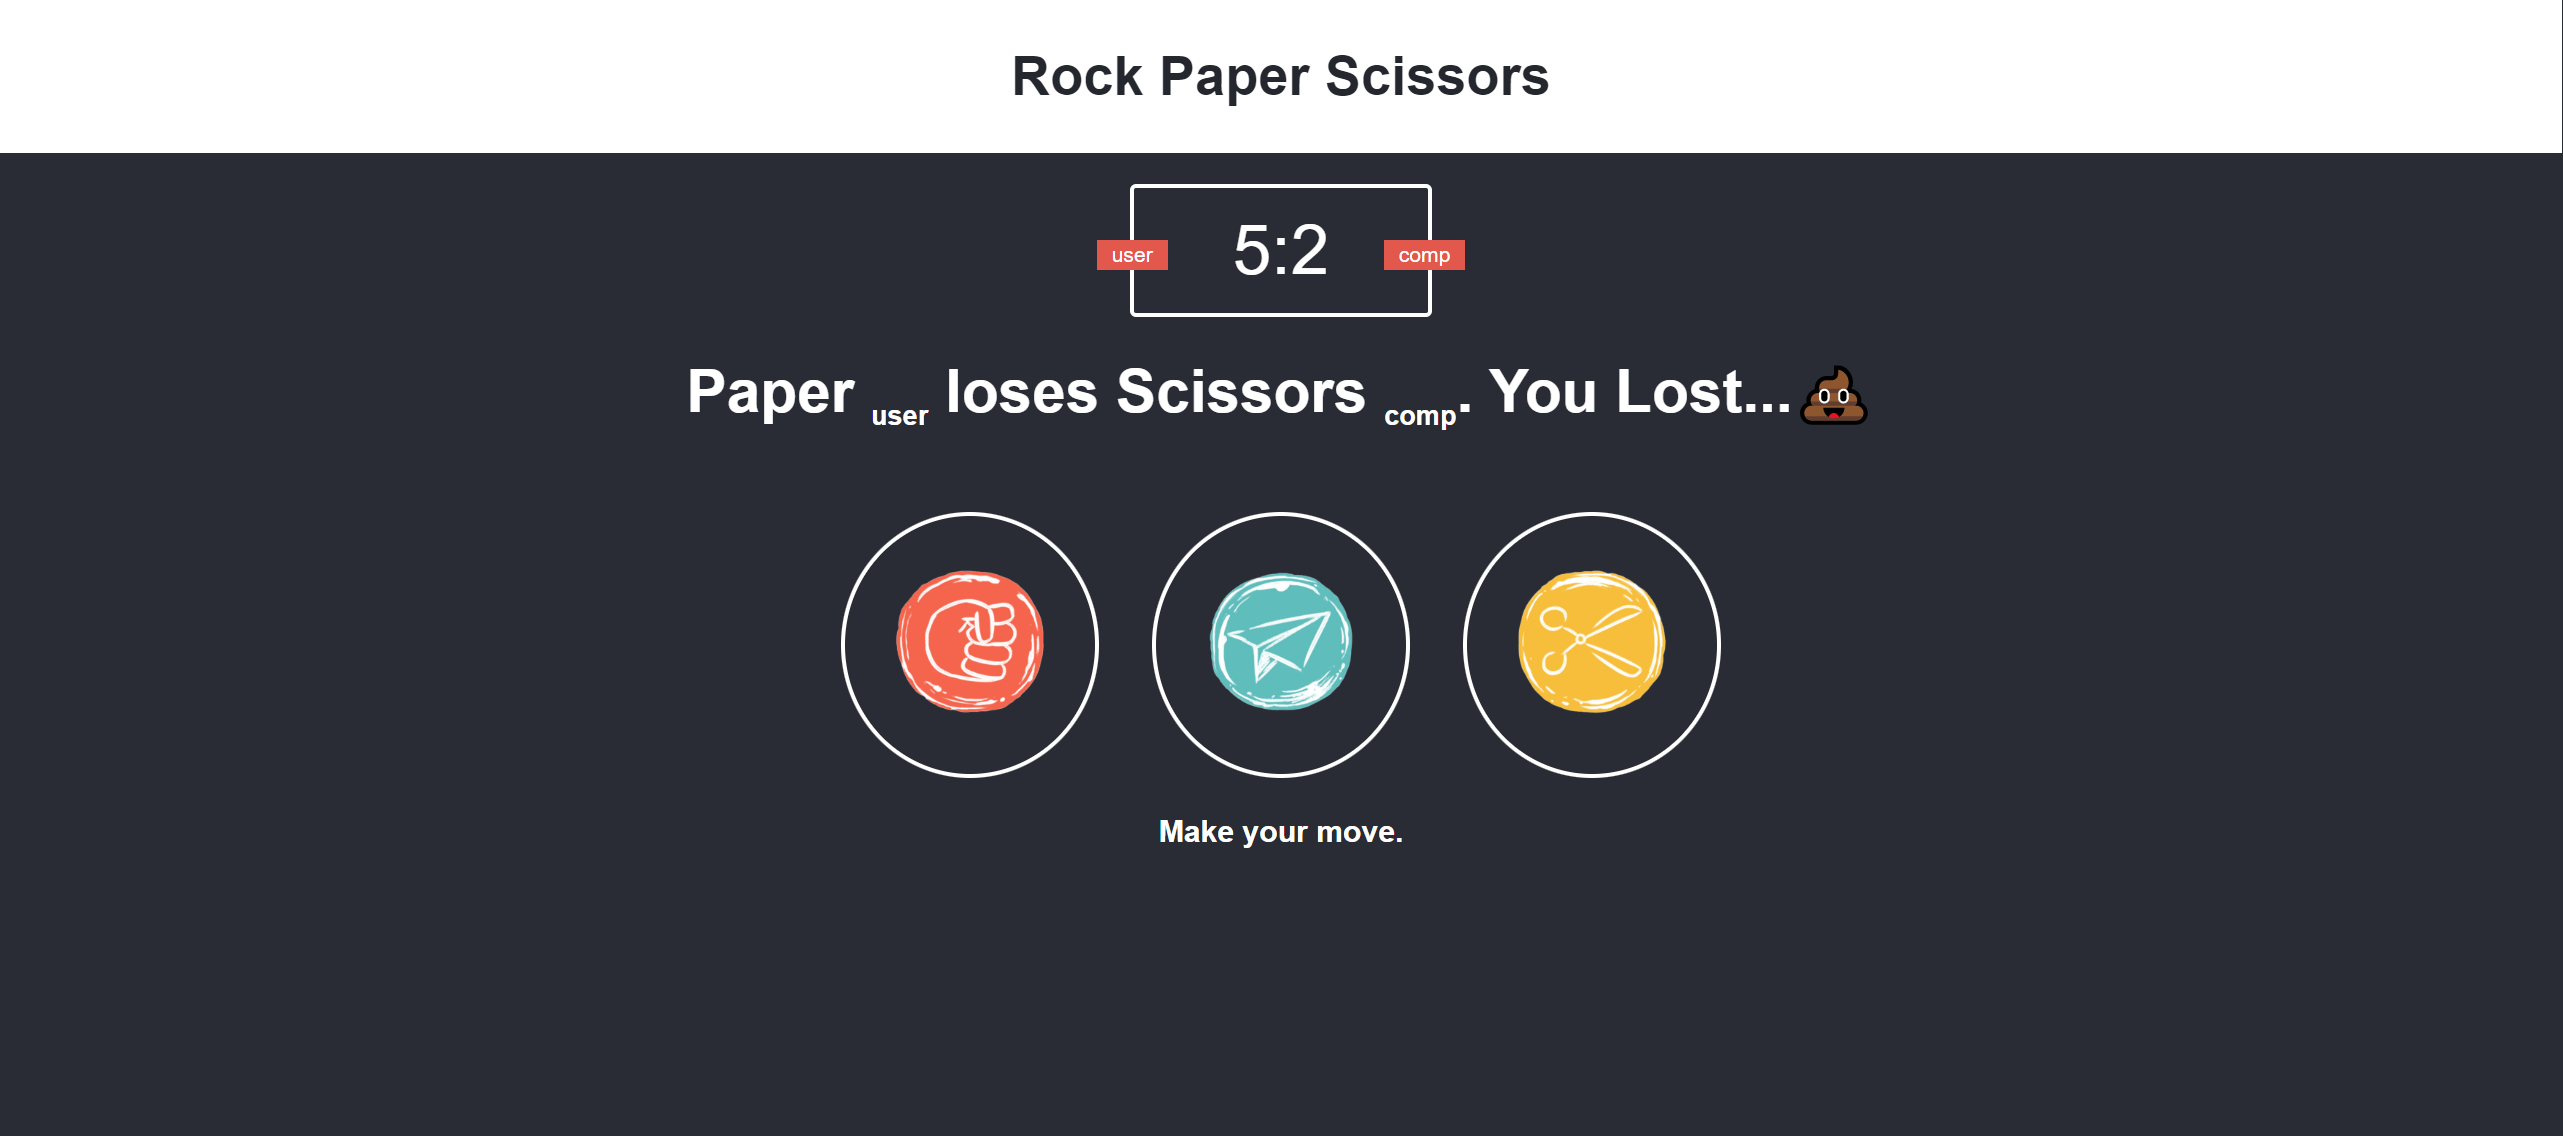 Rock Paper Scissors
user 5:2 comp
Paper user loses Scissors comp. You Lost...💩
Make your move.